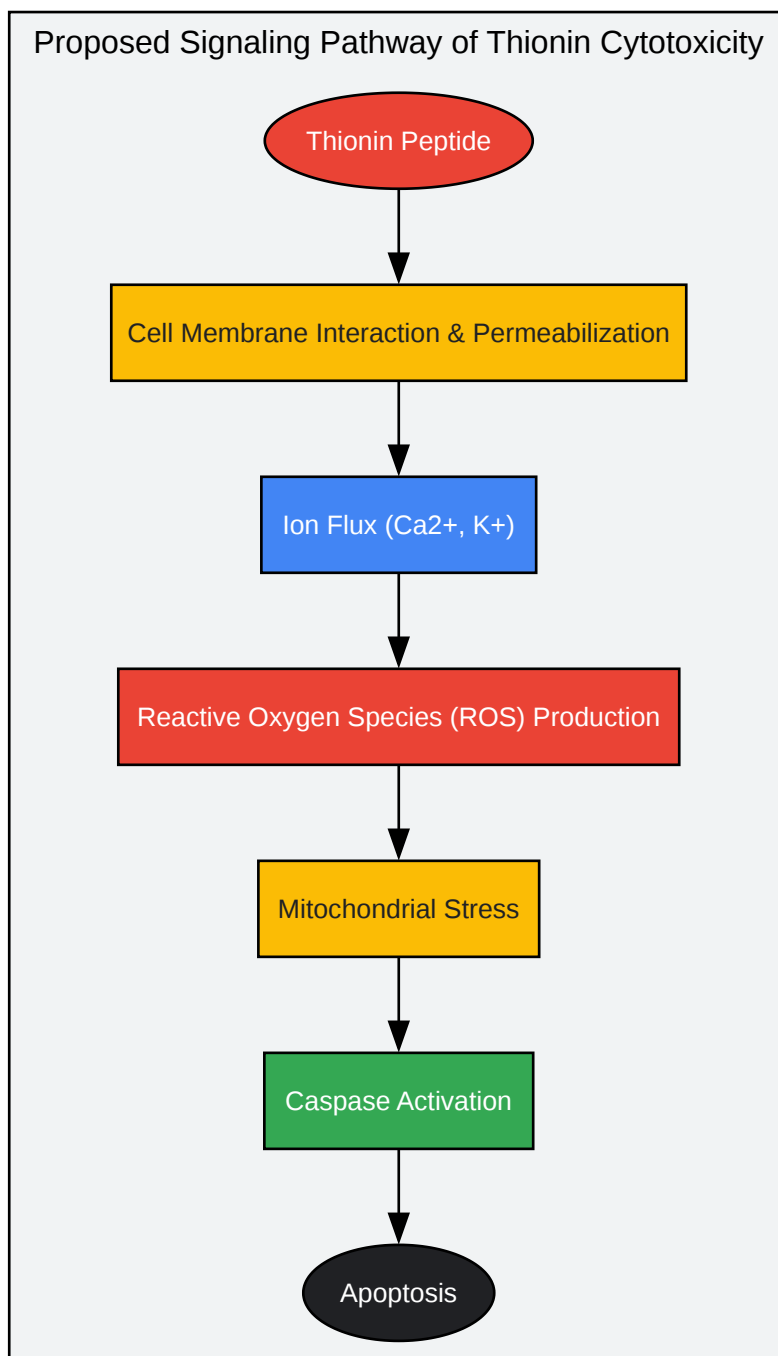 Proposed Signaling Pathway of Thionin Cytotoxicity
Thionin Peptide
Cell Membrane Interaction & Permeabilization
Ion Flux (Ca2+, K+)
Reactive Oxygen Species (ROS) Production
Mitochondrial Stress
Caspase Activation
Apoptosis